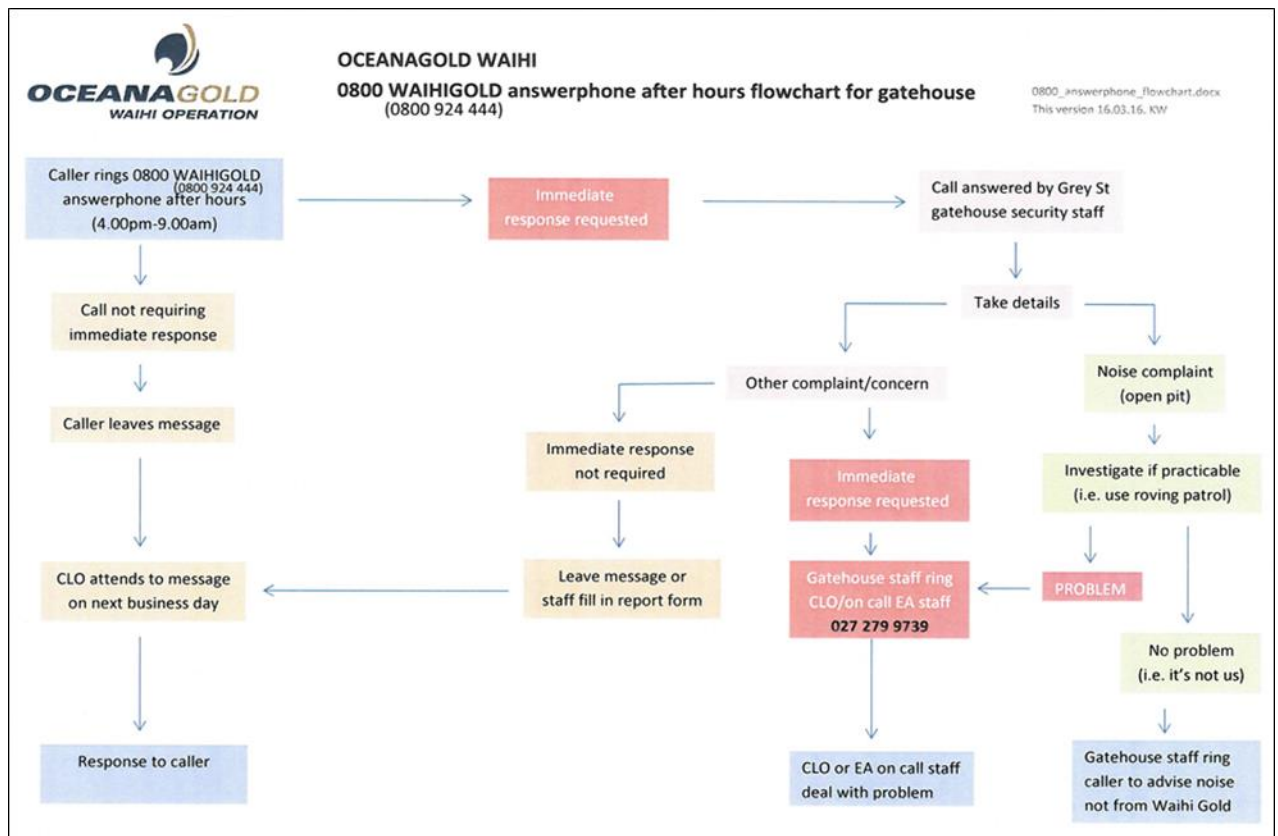 OCEANAGOLD
WAIHI OPERATION
OCEANAGOLD WAIHI
0800 WAIHIGOLD answerphone after hours flowchart for gatehouse
(0800 924 444)
0800_answerphone_flowchart.docx
This version 16.03.16. KW
Caller rings 0800 WAIHIGOLD
(0800 924 444)
answerphone after hours
(4.00pm-9.00am)
Immediate
response requested
Call answered by Grey St
gatehouse security staff
Call not requiring
immediate response
Take details
Other complaint/concern
Noise complaint
(open pit)
Caller leaves message
Immediate response
not required
Immediate
response requested
Investigate if practicable
(i.e. use roving patrol)
CLO attends to message
on next business day
Leave message or
staff fill in report form
Gatehouse staff ring
CLO/on call EA staff
027 279 9739
PROBLEM
No problem
(i.e. it's not us)
Response to caller
CLO or EA on call staff
deal with problem
Gatehouse staff ring
caller to advise noise
not from Waihi Gold